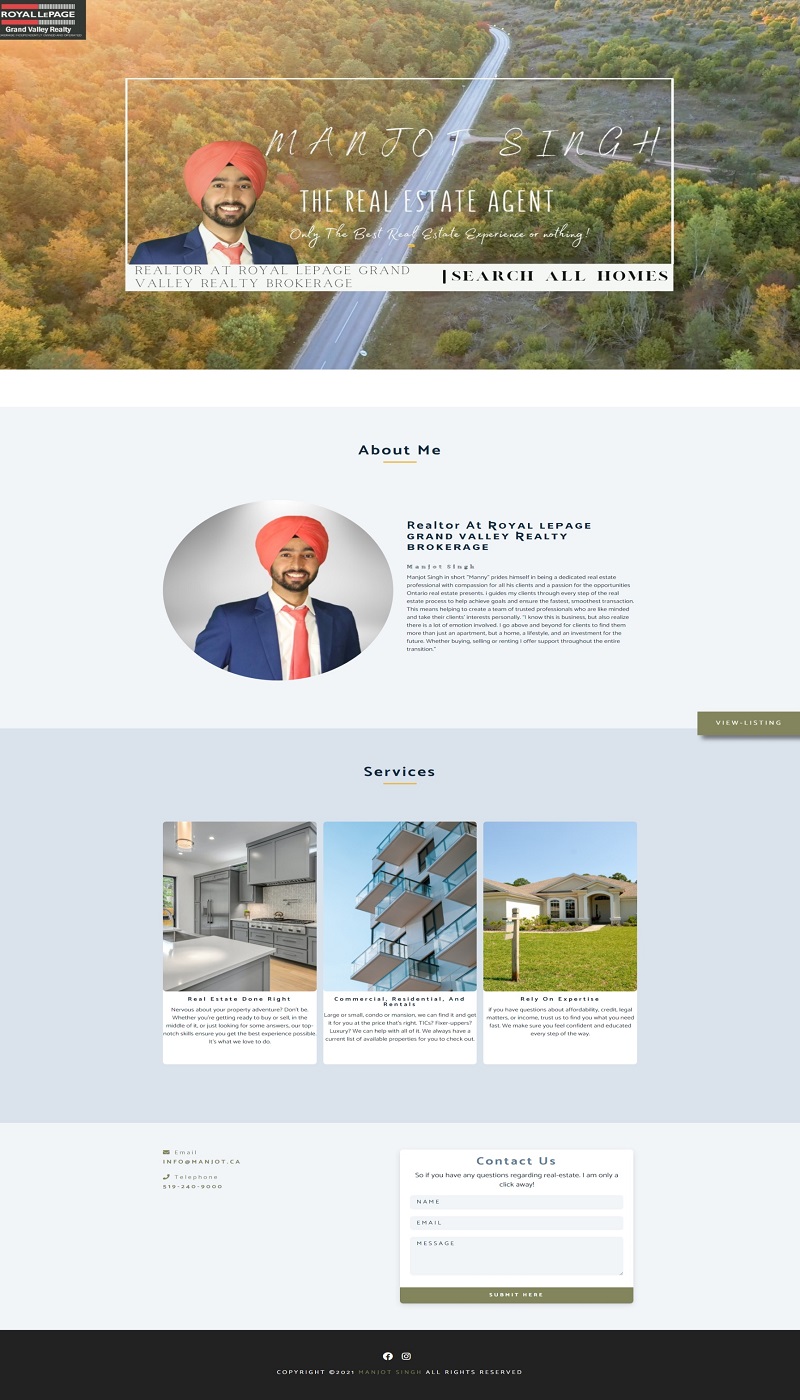 ROYAL LEPAGE
Grand Valley Realty
MANJOT SINGH
THE REAL ESTATE AGENT
Only The Best Real Estate Experience or nothing!
REALTOR AT ROYAL LEPAGE GRAND
VALLEY REALTY BROKERAGE
|SEARCH ALL HOMES
About Me
Realtor At ROYAL LEPAGE
GRAND VALLEY REALTY
BROKERAGE
Manjot Singh
Manjot Singh in short "Manny" prides himself in being a dedicated real estate
professional with compassion for all his clients and a passion for the opportunities
Ontario real estate presents. I guides my clients through every step of the real
estate process to help achieve goals and ensure the fastest, smoothest transaction.
This means helping to create a team of trusted professionals who are like minded
and take their clients' interests personally. "I know this is business, but also realize
there is a lot of emotion involved. I go above and beyond for clients to find them
more than just an apartment, but a home, a lifestyle, and an investment for the
future. Whether buying, selling or renting I offer support throughout the entire
transition."
VIEW-LISTING
Services
Real Estate Done Right
Nervous about your property adventure? Don't be.
Whether you're getting ready to buy or sell, in the
middle of it, or just looking for some answers, our top-
notch skills ensure you get the best experience possible
It's what we love to do.
Commercial, Residential, And
Rentals
Large or small, condo or mansion, we can find it and get
it for you at the price that's right. TICs? Fixer-uppers?
Luxury? We can help with all of it. We always have a
current list of available properties for you to check out.
Rely On Expertise
if you have questions about affordability, credit, legal
matters, or income, trust us to find you what you need
fast. We make sure you feel confident and educated
every step of the way.
Email
INFO@MANJOT.CA
Telephone
519-240-9000
Contact Us
So if you have any questions regarding real-estate. I am only a
click away!
NAME
EMAIL
MESSAGE
SUBMIT HERE
COPYRIGHT ©2021 MANJOT SINGH ALL RIGHTS RESERVED